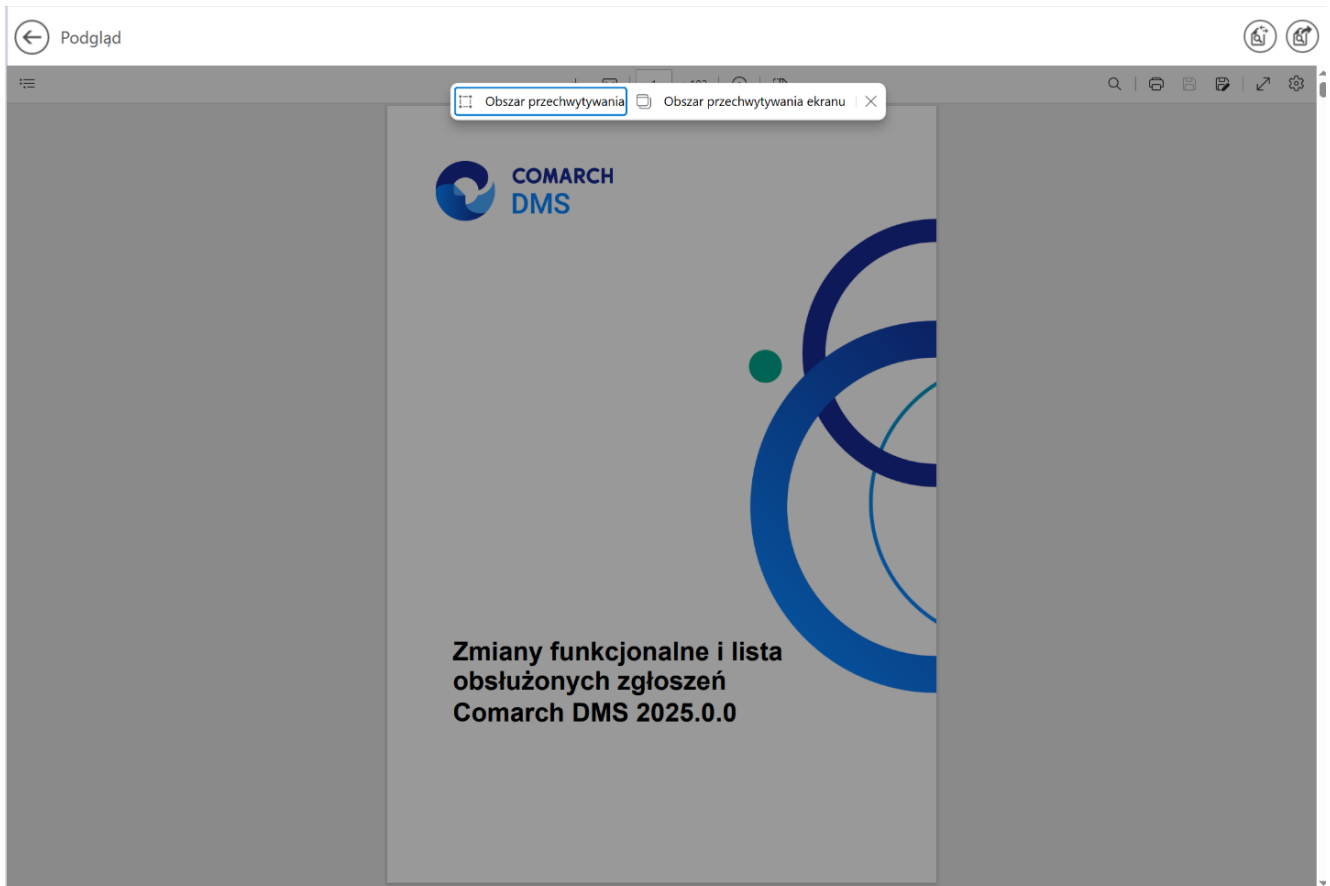 Podgląd
Obszar przechwytywania
Obszar przechwytywania ekranu
COMARCH
DMS
Zmiany funkcjonalne i lista
obsłużonych zgłoszeń
Comarch DMS 2025.0.0